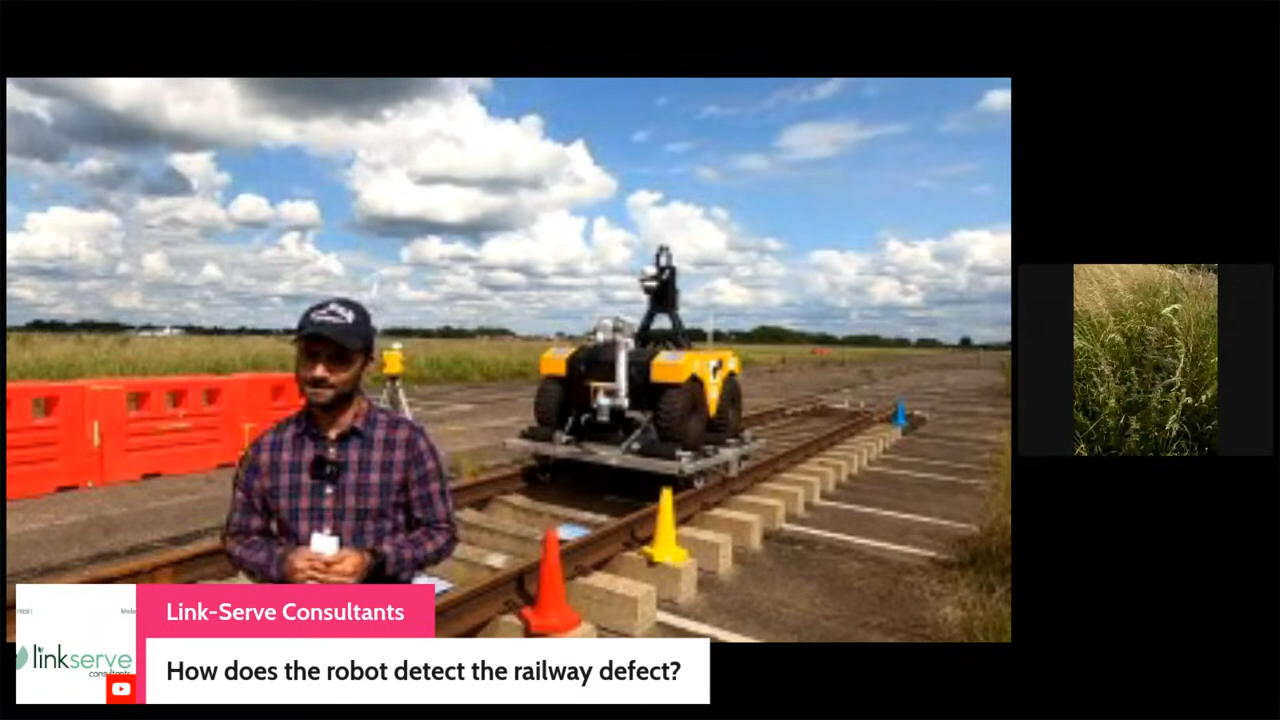 Link-Serve Consultants
linkserve
consultants
How does the robot detect the railway defect?